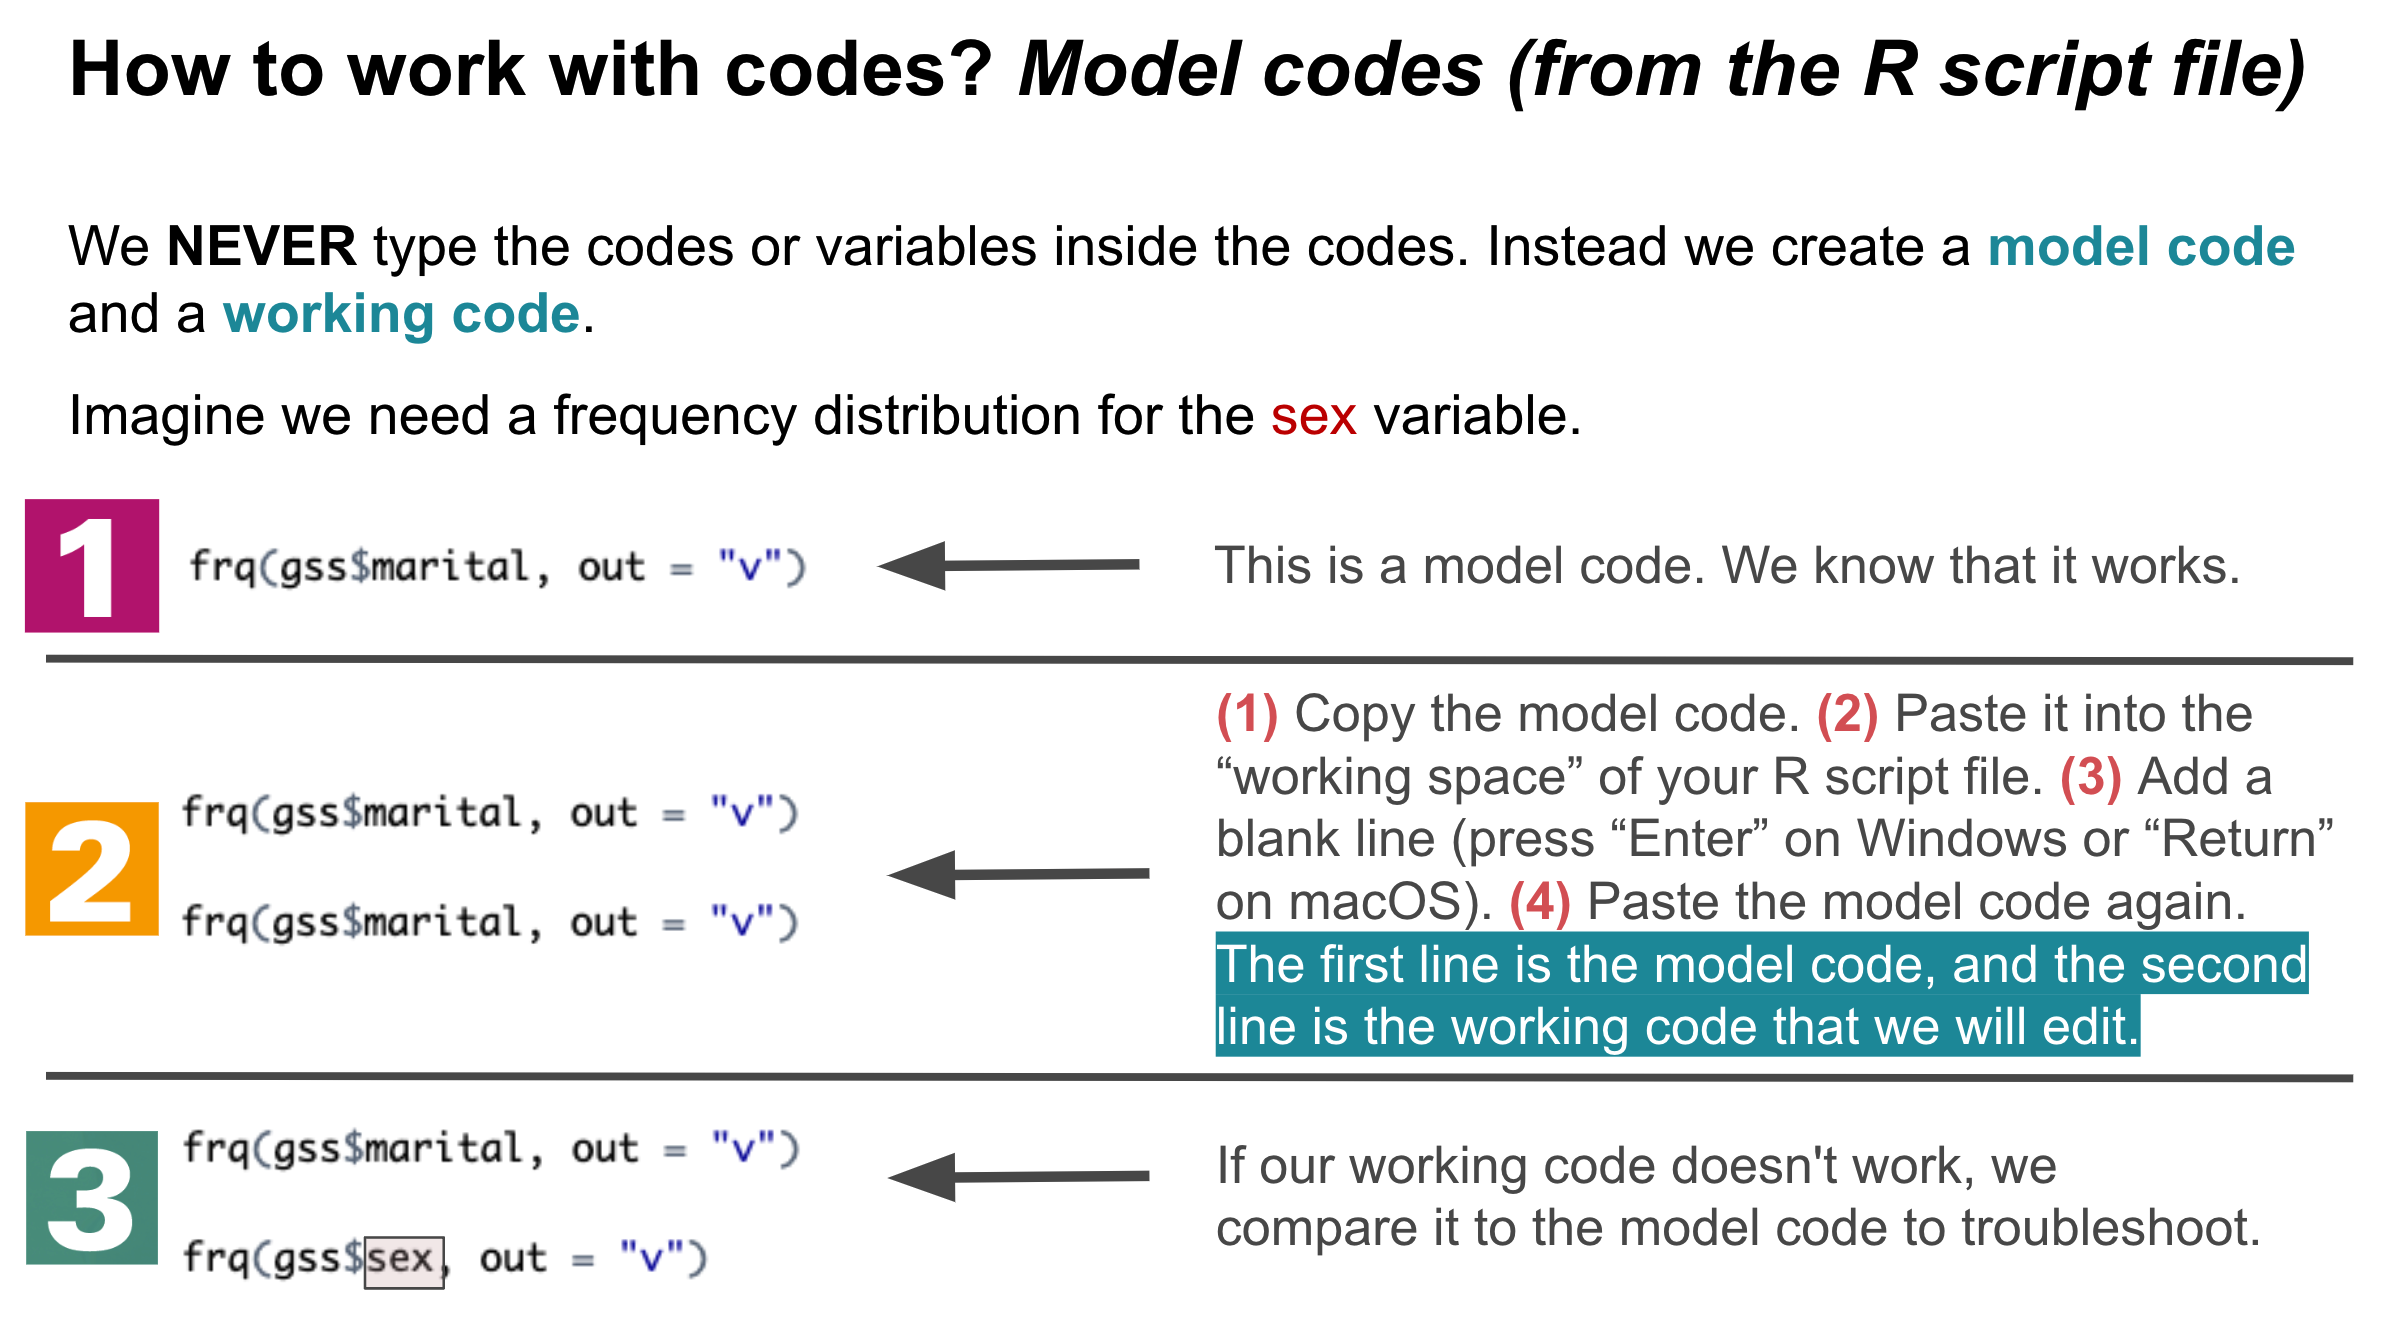 How to work with codes? Model codes (from the R script file)
We NEVER type the codes or variables inside the codes. Instead we create a model code
and a working code.
Imagine we need a frequency distribution for the sex variable.
1
frq(gss$marital, out = "v")
This is a model code. We know that it works.
2
frq(gss$marital, out = "v")
frq(gss$marital, out = "v")
(1) Copy the model code. (2) Paste it into the
“working space” of your R script file. (3) Add a
blank line (press “Enter” on Windows or “Return”
on macOS). (4) Paste the model code again.
The first line is the model code, and the second
line is the working code that we will edit.
3
frq(gss$marital, out = "v")
frq(gss$sex, out = "v")
If our working code doesn't work, we
compare it to the model code to troubleshoot.